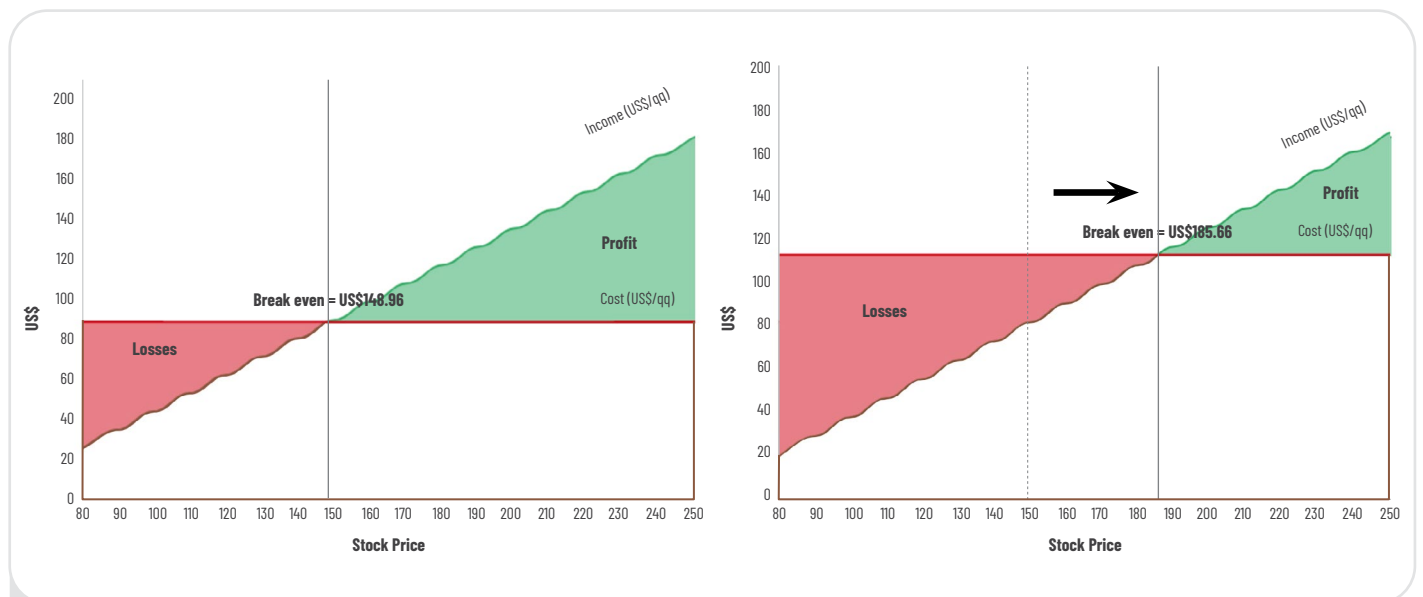 200
180
160
140
120
100
80
60
40
20
0
US$
Income (US$/qq)
Profit
Break even = US$148.96
Cost (US$/qq)
Losses
80 90 100 110 120 130 140 150 160 170 180 190 200 210 220 230 240 250
Stock Price
200
180
160
140
120
100
80
60
40
20
0
US$
Income (US$/qq)
Profit
Break even = US$185.66
Cost (US$/qq)
Losses
80 90 100 110 120 130 140 150 160 170 180 190 200 210 220 230 240 250
Stock Price